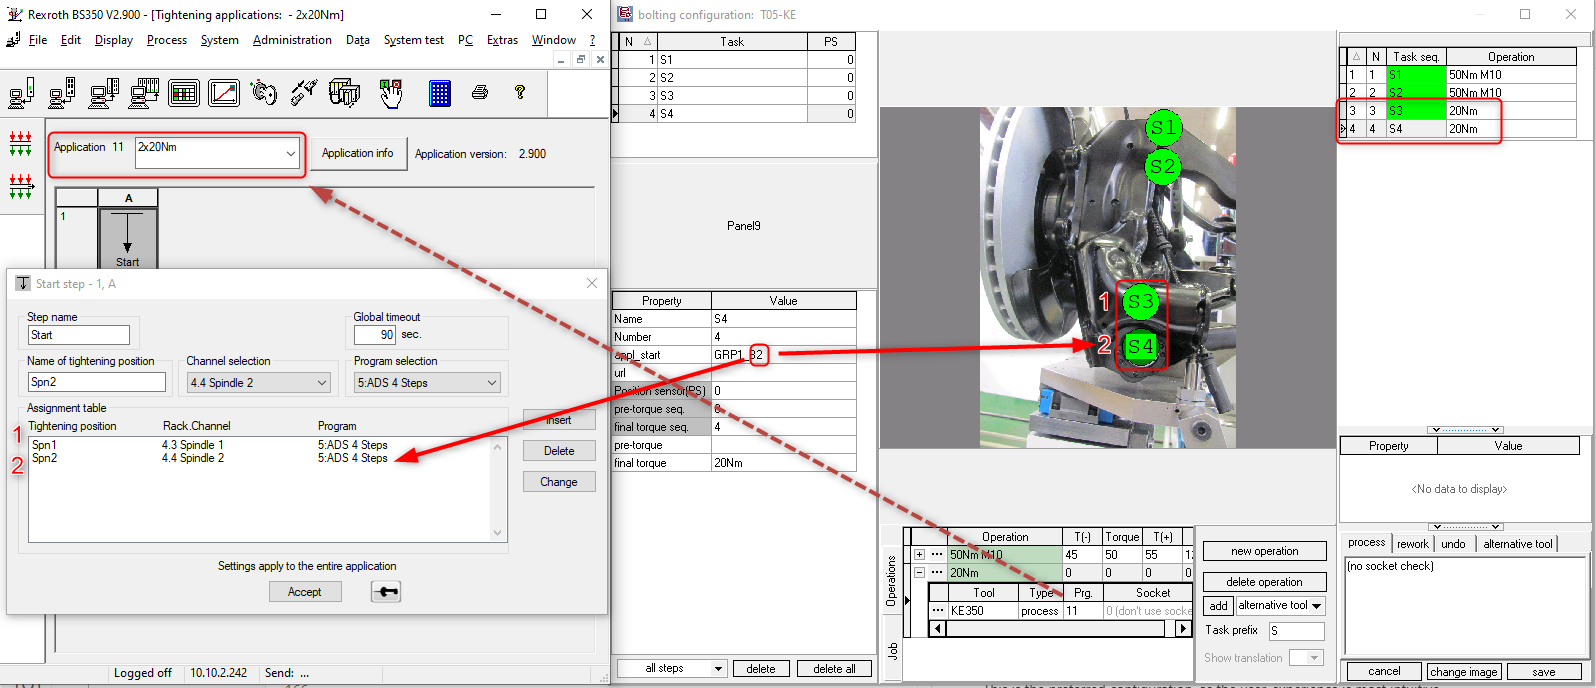 Rexroth BS350 V2.900 - [Tightening applications: - 2x20Nm]
File Edit Display Process System Administration Data System test PC Extras Window ?
Application 11 2x20Nm Application info Application version: 2.900
A
1
Start
Start step - 1, A
Step name Global timeout
Start 90 sec.
Name of tightening position Channel selection Program selection
Spn2 4.4 Spindle 2 5:ADS 4 Steps
Assignment table
Tightening position Rack.Channel Program
1 Spn1 4.3 Spindle 1 5:ADS 4 Steps
2 Spn2 4.4 Spindle 2 5:ADS 4 Steps
Insert
Delete
Change
Settings apply to the entire application
Accept
Logged off 10.10.2.242 Send: ...
bolting configuration: T05-KE
N Task PS
1 S1 0
2 S2 0
3 S3 0
4 S4 0
Panel9
Property Value
Name S4
Number 4
appl_start GRP1_B2
url
Position sensor(PS) 0
pre-torque seq. 0
final torque seq. 4
pre-torque
final torque 20Nm
all steps delete delete all
S1
S2
1 S3
2 S4
Operations
Job
Operation T(-) Torque T(+)
50Nm M10 45 50 55
20Nm 0 0 0 0
Tool Type Prg. Socket
KE350 process 11 0 (don't use socke
new operation
delete operation
add alternative tool
Task prefix S
Show translation
N Task seq. Operation
1 1 S1 50Nm M10
2 2 S2 50Nm M10
3 3 S3 20Nm
4 4 S4 20Nm
Property Value
<No data to display>
process rework undo alternative tool
(no socket check)
cancel change image save